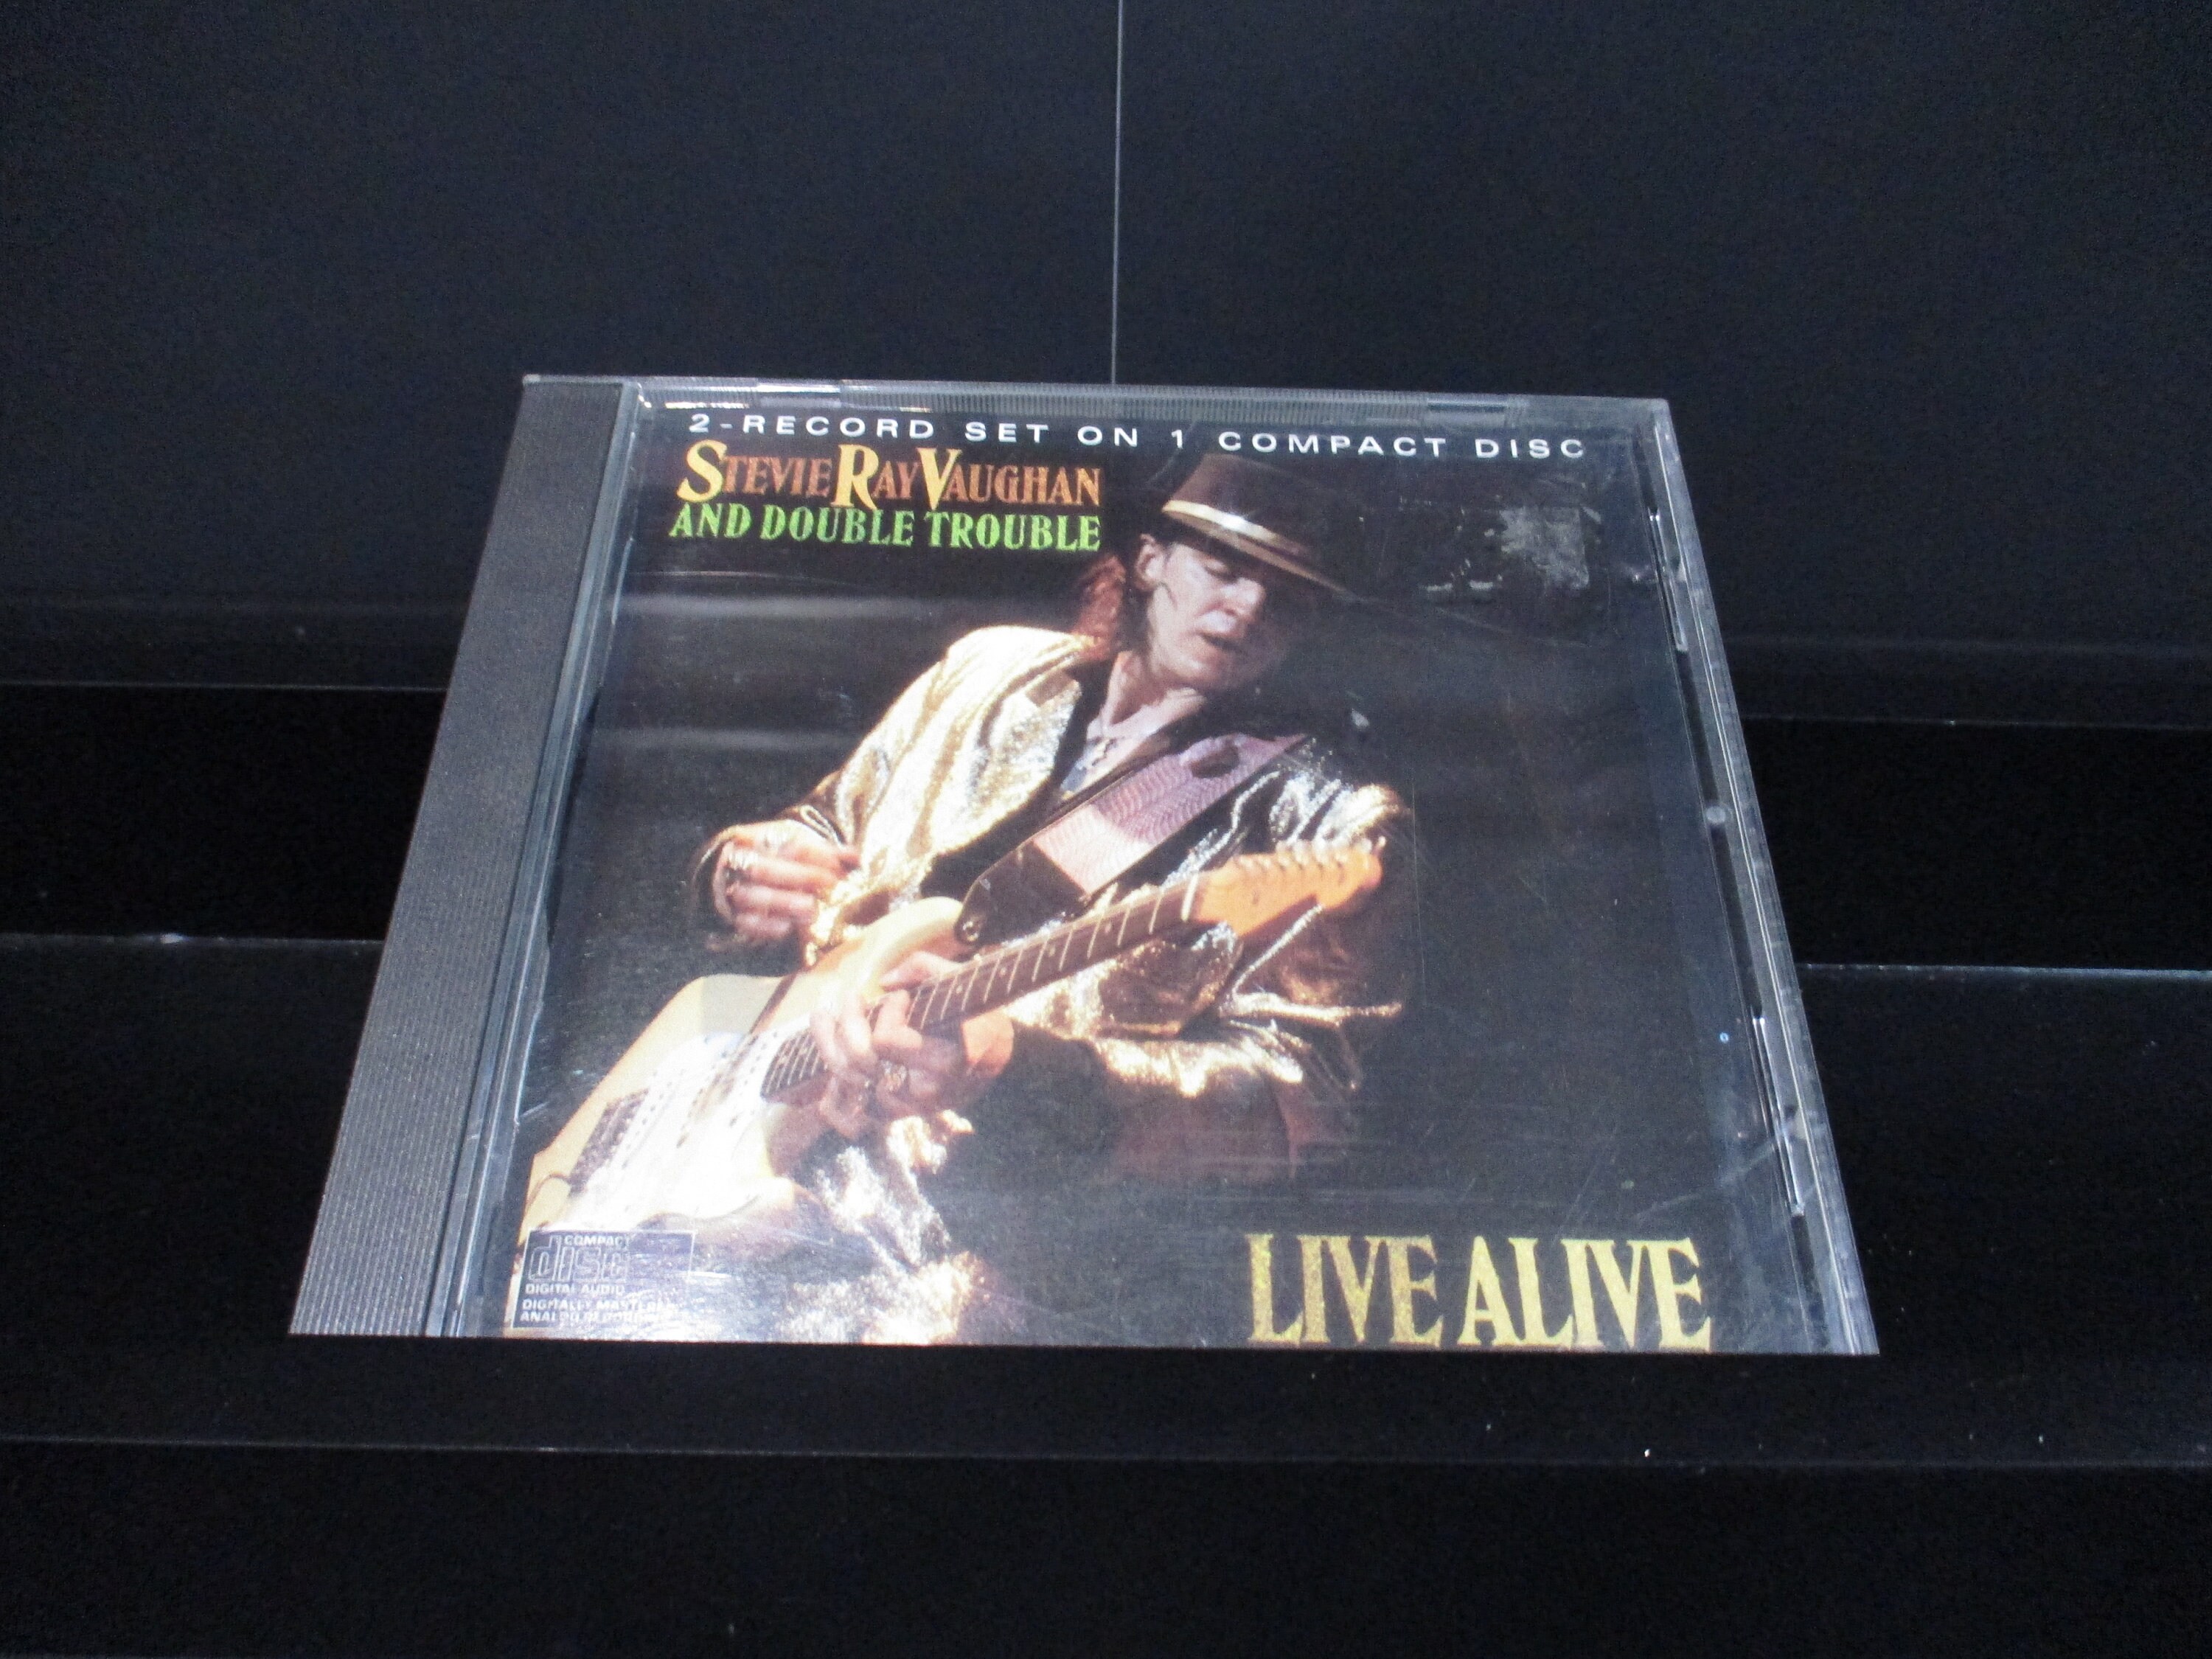 2-RECORD SET ON 1 COMPACT DISC
STEVIE RAY VAUGHAN
AND DOUBLE TROUBLE
COMPACT
disc
DIGITAL AUDIO
DIGITALLY
LIVE ALIVE